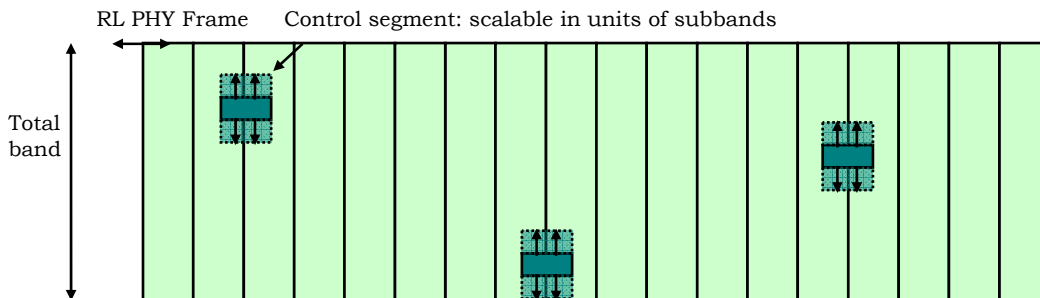 RL PHY Frame
Control segment: scalable in units of subbands
Total
band